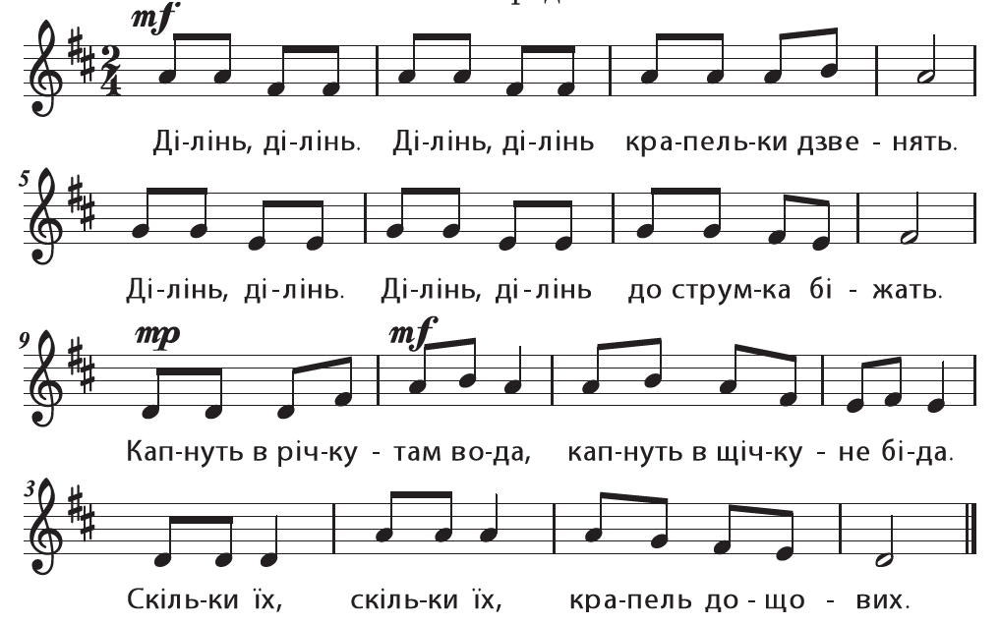 mf
2
4
Ді-лінь, ді-лінь. Ді-лінь, ді-лінь кра-пель-ки дзве - нять.
5
Ді-лінь, ді-лінь. Ді-лінь, ді-лінь до струм-ка бі - жать.
9 mp mf
Кап-нуть в річ-ку - там во-да, кап-нуть в щіч-ку - не бі-да.
3
Скіль-ки їх, скіль-ки їх, кра-пель до - що - вих.